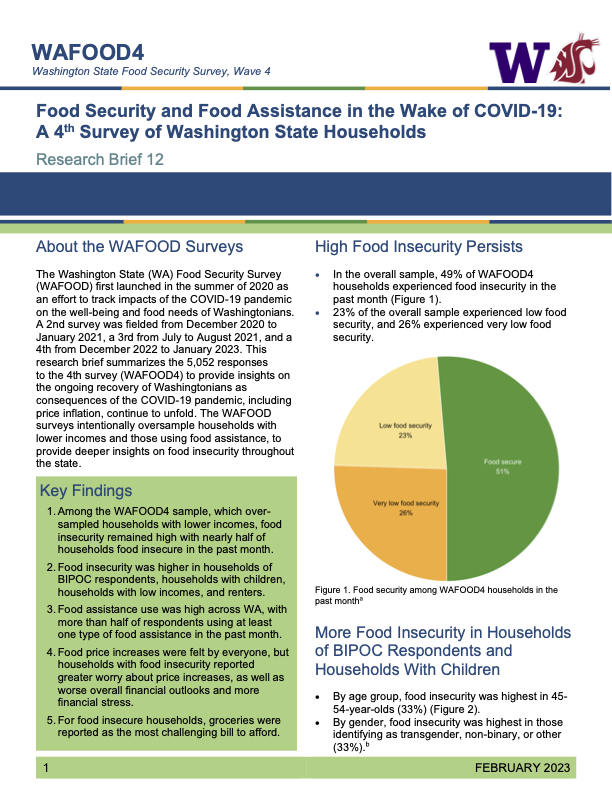 WAFOOD4
Washington State Food Security Survey, Wave 4
W
WSU
Food Security and Food Assistance in the Wake of COVID-19:
A 4th Survey of Washington State Households
Research Brief 12
About the WAFOOD Surveys
The Washington State (WA) Food Security Survey
(WAFOOD) first launched in the summer of 2020 as
an effort to track impacts of the COVID-19 pandemic
on the well-being and food needs of Washingtonians.
A 2nd survey was fielded from December 2020 to
January 2021, a 3rd from July to August 2021, and a
4th from December 2022 to January 2023. This
research brief summarizes the 5,052 responses
to the 4th survey (WAFOOD4) to provide insights on
the ongoing recovery of Washingtonians as
consequences of the COVID-19 pandemic, including
price inflation, continue to unfold. The WAFOOD
surveys intentionally oversample households with
lower incomes and those using food assistance, to
provide deeper insights on food insecurity throughout
the state.
Key Findings
1. Among the WAFOOD4 sample, which over-
sampled households with lower incomes, food
insecurity remained high with nearly half of
households food insecure in the past month.
2. Food insecurity was higher in households of
BIPOC respondents, households with children,
households with low incomes, and renters.
3. Food assistance use was high across WA, with
more than half of respondents using at least
one type of food assistance in the past month.
4. Food price increases were felt by everyone, but
households with food insecurity reported
greater worry about price increases, as well as
worse overall financial outlooks and more
financial stress.
5. For food insecure households, groceries were
reported as the most challenging bill to afford.
High Food Insecurity Persists
• In the overall sample, 49% of WAFOOD4
households experienced food insecurity in the
past month (Figure 1).
• 23% of the overall sample experienced low food
security, and 26% experienced very low food
security.
Low food security
23%
Food secure
51%
Very low food security
26%
Figure 1. Food security among WAFOOD4 households in the
past monthᵃ
More Food Insecurity in Households
of BIPOC Respondents and
Households With Children
• By age group, food insecurity was highest in 45-
54-year-olds (33%) (Figure 2).
• By gender, food insecurity was highest in those
identifying as transgender, non-binary, or other
(33%).ᵇ
1
FEBRUARY 2023